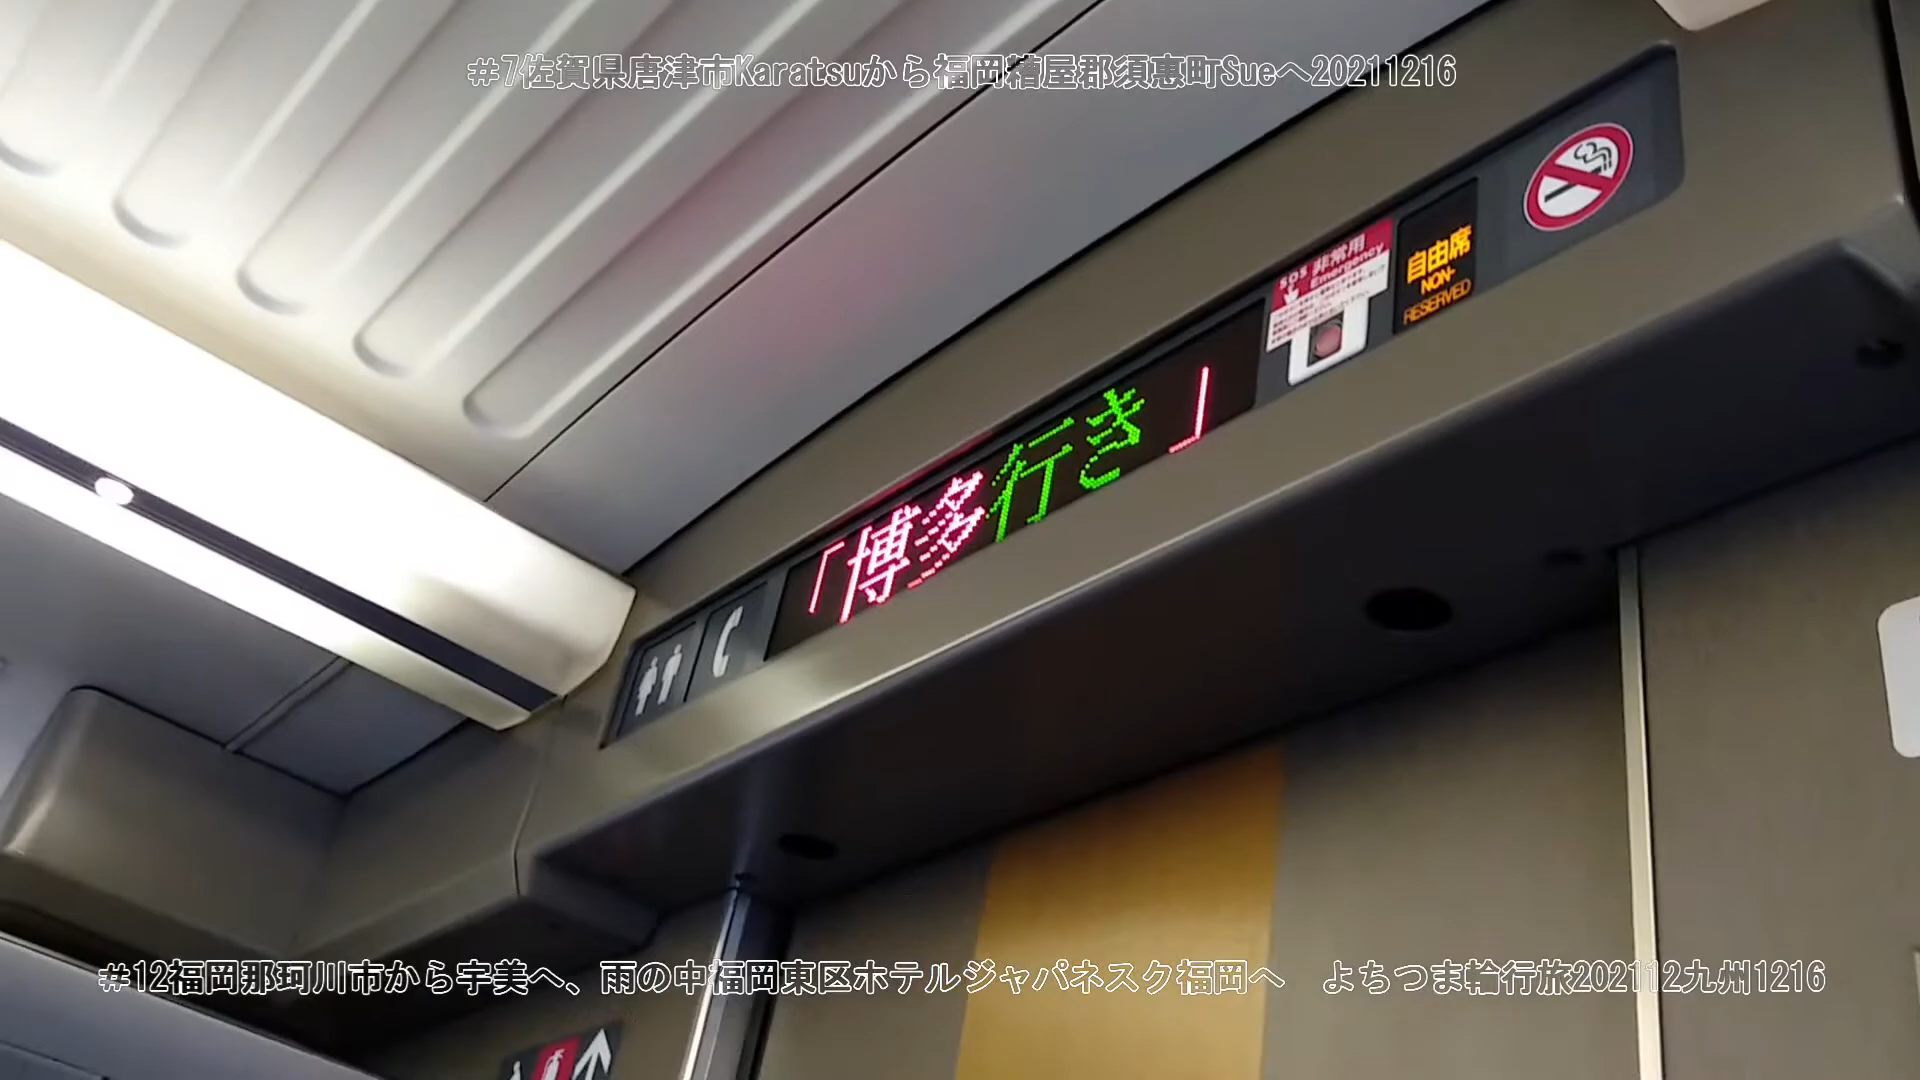 #7佐賀県唐津市Karatsuから福岡糟屋郡須惠町Sueへ20211216
「博多行き」
SOS 非常用
Emergency
自由席
NON-
RESERVED
#12福岡那珂川市から宇美へ、雨の中福岡東区ホテルジャパネスク福岡へ　よちつま輪行旅202112九州1216